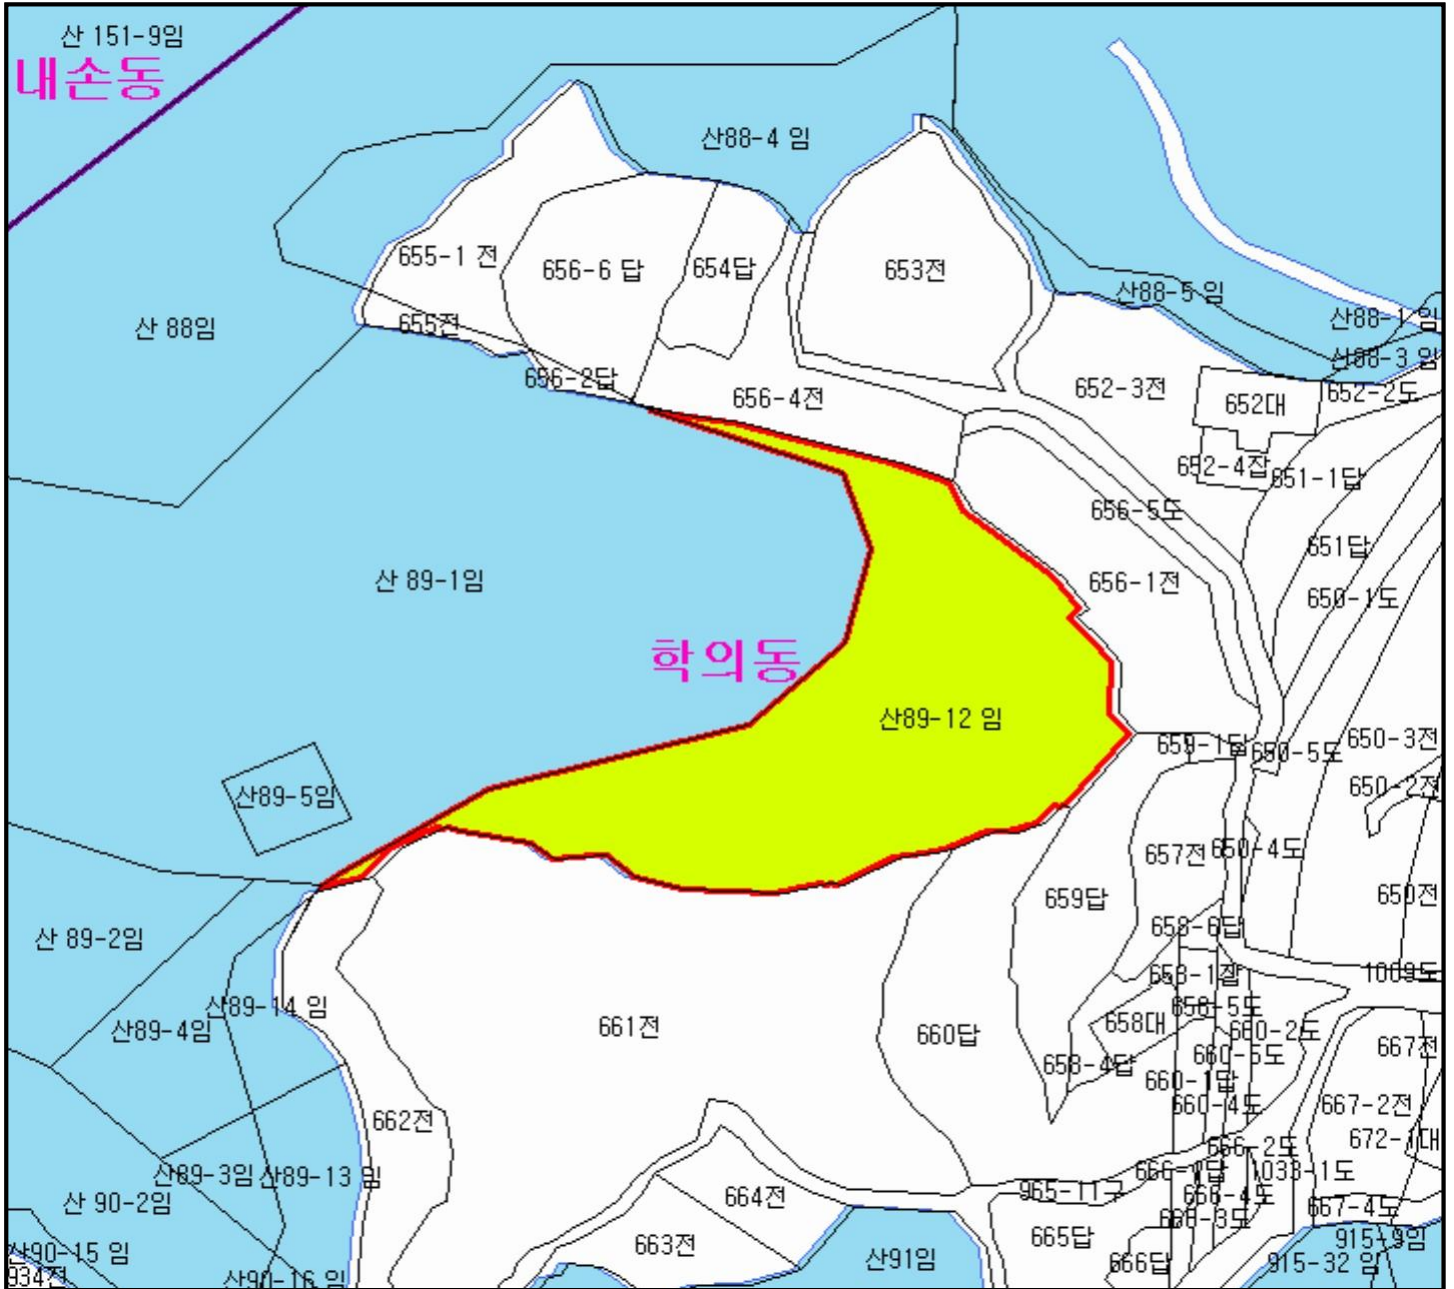 산 151-9임
내손동
산88-4 임
655-1 전
656-6 답
654답
653전
산88-5 임
산88-1 임
산 88임
655전
산88-3 임
656-2답
656-4전
652-3전
652대
652-2도
652-4잡
651-1답
656-5도
651답
산 89-1임
656-1전
650-1도
학의동
산89-12 임
659-1답
650-5도
650-3전
650-2전
산89-5임
657전
650-4도
659답
650전
658-6답
산 89-2임
658-1잡
1009도
산89-14 임
658-5도
산89-4임
661전
660답
658대
660-2도
667전
658-4답
660-5도
660-1답
660-4도
667-2전
662전
672-1대
666-2도
산89-3임
산89-13 임
666-1답
1033-1도
965-11구
산 90-2임
664전
666-4도
667-4도
666-3도
663전
665답
915-9임
산90-15 임
산91임
666답
915-32 임
934전
산90-16 임